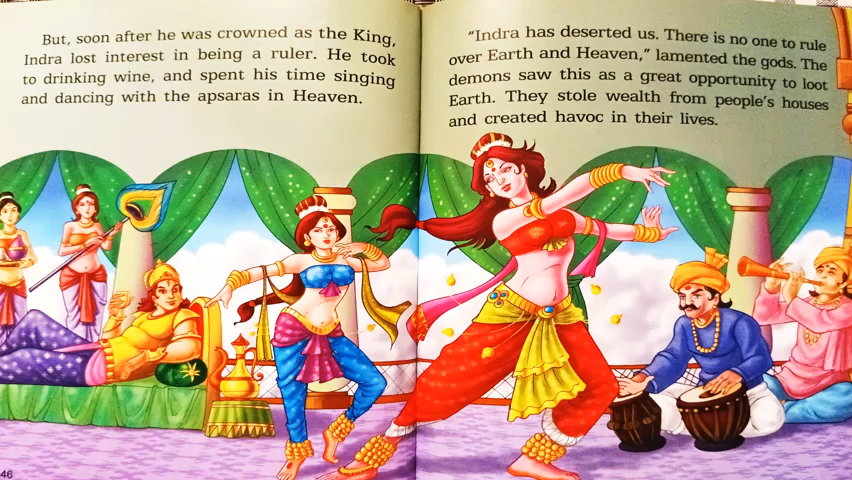 But, soon after he was crowned as the King,
Indra lost interest in being a ruler. He took
to drinking wine, and spent his time singing
and dancing with the apsaras in Heaven.
"Indra has deserted us. There is no one to rule
over Earth and Heaven," lamented the gods. The
demons saw this as a great opportunity to loot
Earth. They stole wealth from people's houses
and created havoc in their lives.
46